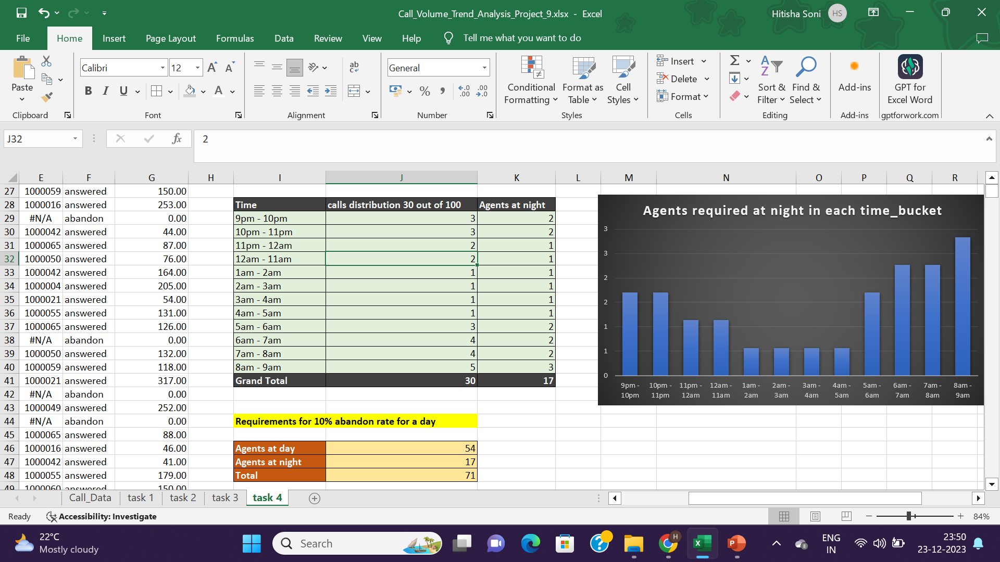 Call_Volume_Trend_Analysis_Project_9.xlsx - Excel
Hitisha Soni HS
File Home Insert Page Layout Formulas Data Review View Help Tell me what you want to do
Paste
Clipboard
Calibri 12
B I U
Font
Alignment
General
Number
Conditional Formatting
Format as Table
Cell Styles
Styles
Insert
Delete
Format
Cells
Sort & Filter
Find & Select
Editing
Add-ins
Add-ins
GPT for Excel Word
gptforwork.com
J32 fx 2
E F G H I J K L M N O P Q R
27 1000059 answered 150.00
28 1000016 answered 253.00 Time calls distribution 30 out of 100 Agents at night
29 #N/A abandon 0.00 9pm - 10pm 3 2
30 1000042 answered 44.00 10pm - 11pm 3 2
31 1000065 answered 87.00 11pm - 12am 2 1
32 1000050 answered 76.00 12am - 11am 2 1
33 1000042 answered 164.00 1am - 2am 1 1
34 1000004 answered 205.00 2am - 3am 1 1
35 1000021 answered 54.00 3am - 4am 1 1
36 1000055 answered 131.00 4am - 5am 1 1
37 1000065 answered 126.00 5am - 6am 3 2
38 #N/A abandon 0.00 6am - 7am 4 2
39 1000050 answered 132.00 7am - 8am 4 2
40 1000059 answered 118.00 8am - 9am 5 3
41 1000021 answered 317.00 Grand Total 30 17
42 #N/A abandon 0.00
43 1000049 answered 252.00
44 #N/A abandon 0.00 Requirements for 10% abandon rate for a day
45 1000065 answered 88.00
46 1000016 answered 46.00 Agents at day 54
47 1000042 answered 41.00 Agents at night 17
48 1000055 answered 179.00 Total 71
49 1000060 answered 150.00
Agents required at night in each time_bucket
3
3
2
2
1
1
0
9pm - 10pm
10pm - 11pm
11pm - 12am
12am - 11am
1am - 2am
2am - 3am
3am - 4am
4am - 5am
5am - 6am
6am - 7am
7am - 8am
8am - 9am
Call_Data task 1 task 2 task 3 task 4
Ready Accessibility: Investigate 84%
22°C
Mostly cloudy
Search
ENG
IN
23:50
23-12-2023